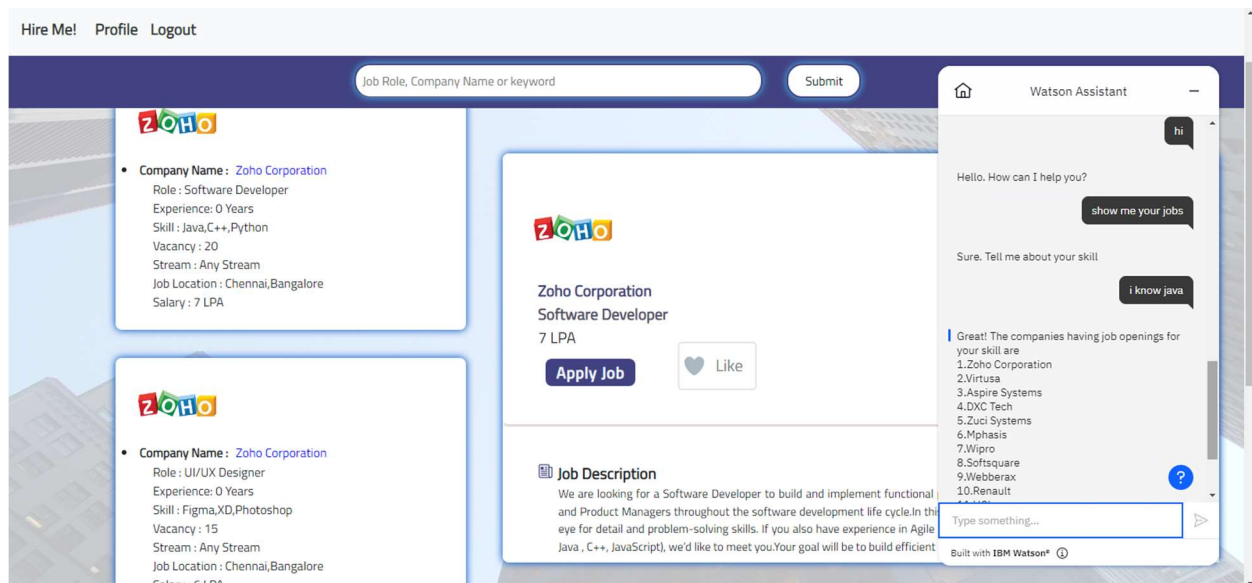 Hire Me! Profile Logout
Job Role, Company Name or keyword
Submit
ZOHO
Company Name : Zoho Corporation
Role : Software Developer
Experience: 0 Years
Skill : Java,C++,Python
Vacancy : 20
Stream : Any Stream
Job Location : Chennai,Bangalore
Salary : 7 LPA
ZOHO
Company Name : Zoho Corporation
Role : UI/UX Designer
Experience: 0 Years
Skill : Figma,XD,Photoshop
Vacancy : 15
Stream : Any Stream
Job Location : Chennai,Bangalore
ZOHO
Zoho Corporation
Software Developer
7 LPA
Apply Job
Like
Job Description
We are looking for a Software Developer to build and implement functional
and Product Managers throughout the software development life cycle.In thi
eye for detail and problem-solving skills. If you also have experience in Agile
Java , C++, JavaScript), we'd like to meet you.Your goal will be to build efficient
Watson Assistant
hi
Hello. How can I help you?
show me your jobs
Sure. Tell me about your skill
i know java
Great! The companies having job openings for
your skill are
1.Zoho Corporation
2.Virtusa
3.Aspire Systems
4.DXC Tech
5.Zuci Systems
6.Mphasis
7.Wipro
8.Softsquare
9.Webberax
10.Renault
?
Type something...
Built with IBM Watson®